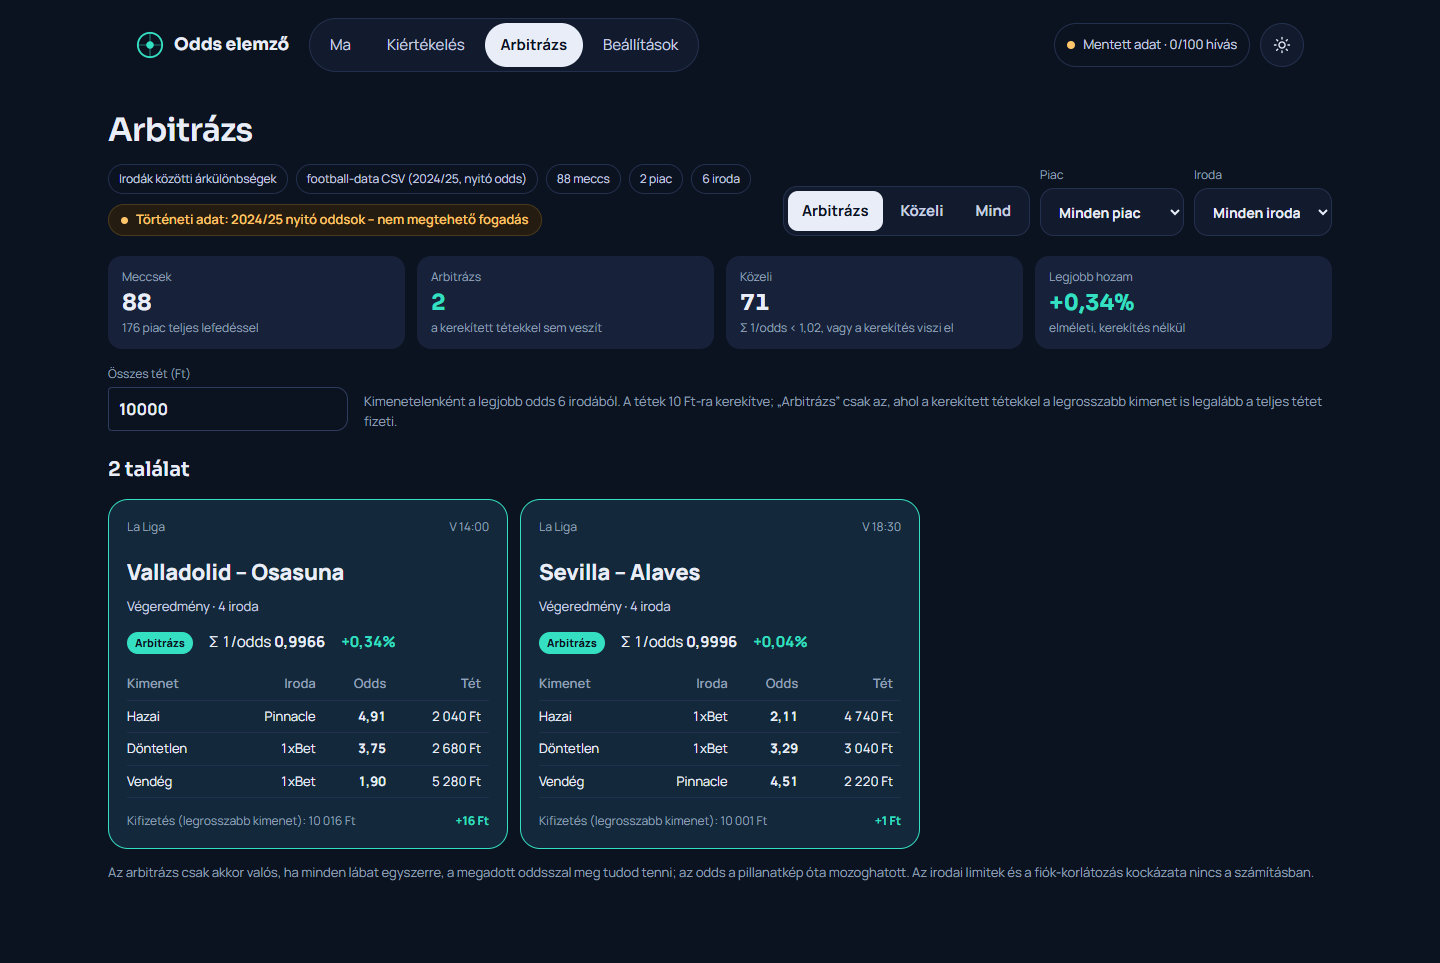 Odds elemző
Ma
Kiértékelés
Arbitrázs
Beállítások
Mentett adat · 0/100 hívás
Arbitrázs
Irodák közötti árkülönbségek
football-data CSV (2024/25, nyitó odds)
88 meccs
2 piac
6 iroda
Történeti adat: 2024/25 nyitó oddsok – nem megtehető fogadás
Arbitrázs
Közeli
Mind
Piac
Minden piac
Iroda
Minden iroda
Meccsek
88
176 piac teljes lefedéssel
Arbitrázs
2
a kerekített tétekkel sem veszít
Közeli
71
Σ 1/odds < 1,02, vagy a kerekítés viszi el
Legjobb hozam
+0,34%
elméleti, kerekítés nélkül
Összes tét (Ft)
10000
Kimenetelenként a legjobb odds 6 irodából. A tétek 10 Ft-ra kerekítve; „Arbitrázs” csak az, ahol a kerekített tétekkel a legrosszabb kimenet is legalább a teljes tétet
fizeti.
2 találat
La Liga V 14:00
Valladolid – Osasuna
Végeredmény · 4 iroda
Arbitrázs Σ 1/odds 0,9966 +0,34%
Kimenet Iroda Odds Tét
Hazai Pinnacle 4,91 2 040 Ft
Döntetlen 1xBet 3,75 2 680 Ft
Vendég 1xBet 1,90 5 280 Ft
Kifizetés (legrosszabb kimenet): 10 016 Ft +16 Ft
La Liga V 18:30
Sevilla – Alaves
Végeredmény · 4 iroda
Arbitrázs Σ 1/odds 0,9996 +0,04%
Kimenet Iroda Odds Tét
Hazai 1xBet 2,11 4 740 Ft
Döntetlen 1xBet 3,29 3 040 Ft
Vendég Pinnacle 4,51 2 220 Ft
Kifizetés (legrosszabb kimenet): 10 001 Ft +1 Ft
Az arbitrázs csak akkor valós, ha minden lábat egyszerre, a megadott oddsszal meg tudod tenni; az odds a pillanatkép óta mozoghatott. Az irodai limitek és a fiók-korlátozás kockázata nincs a számításban.